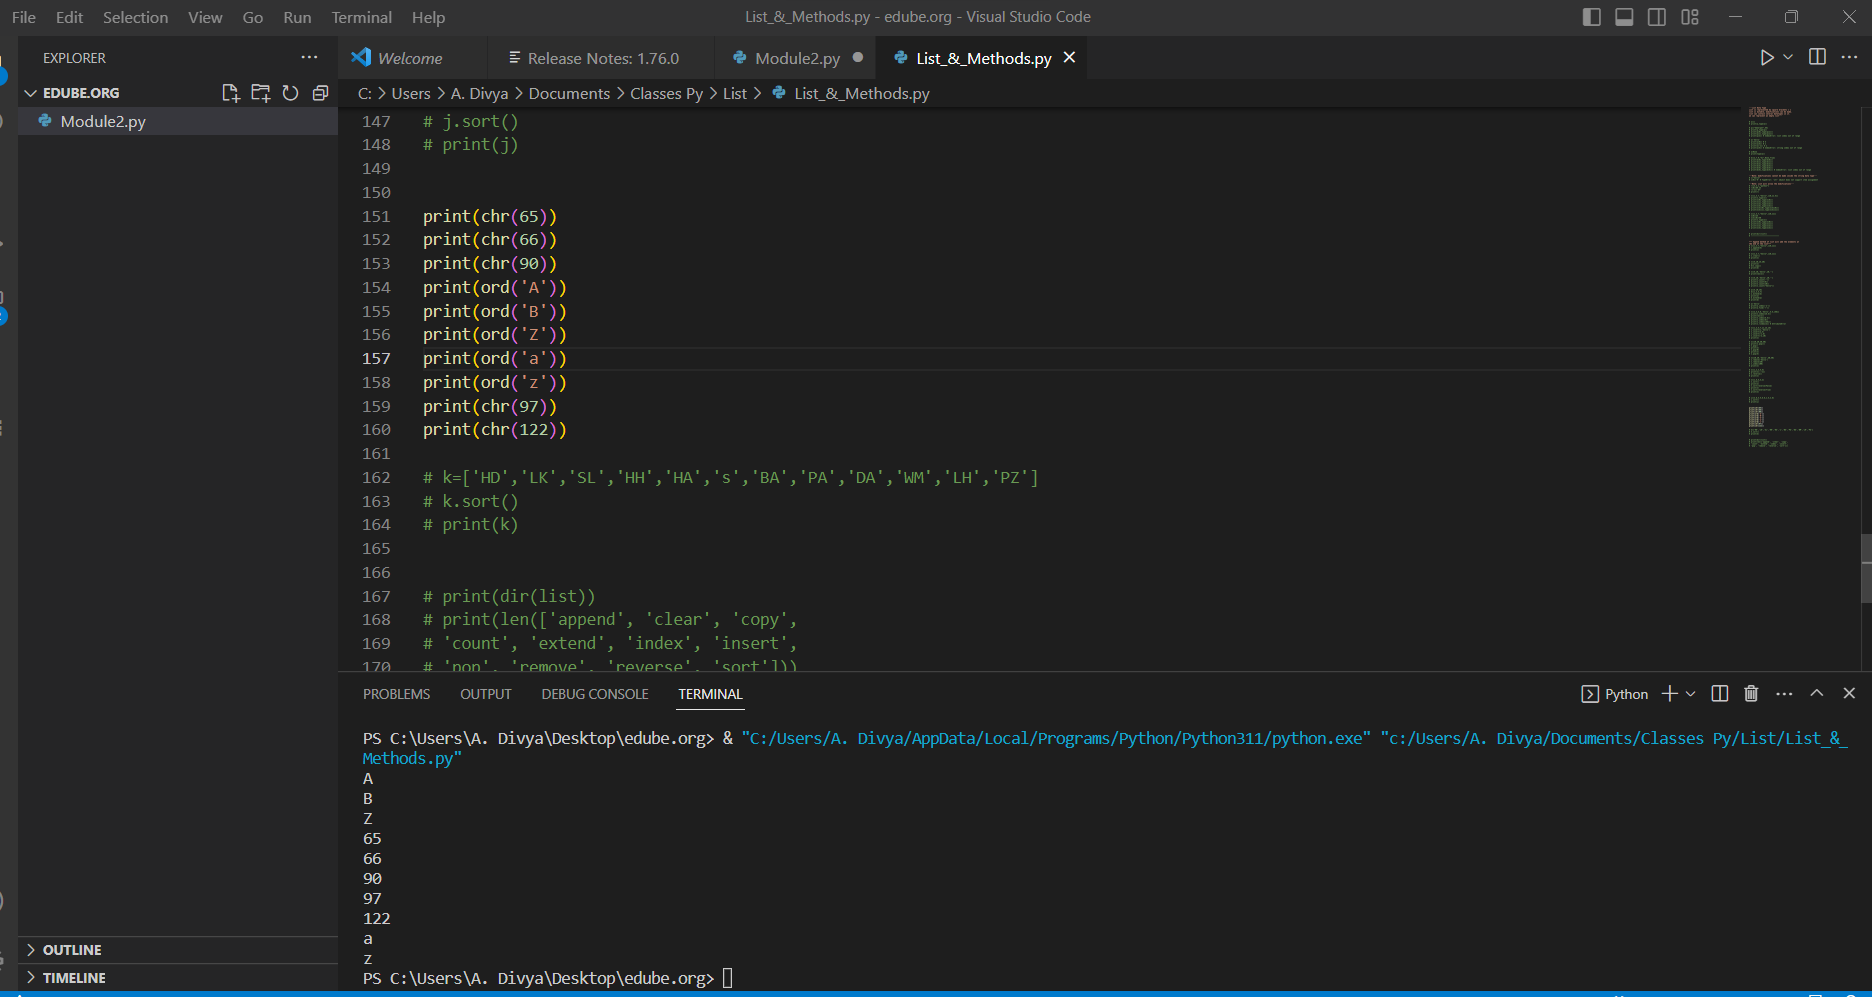 File Edit Selection View Go Run Terminal Help List_&_Methods.py - edube.org - Visual Studio Code
EXPLORER
Welcome Release Notes: 1.76.0 Module2.py List_&_Methods.py
EDUBE.ORG
C: > Users > A. Divya > Documents > Classes Py > List > List_&_Methods.py
Module2.py
147 # j.sort()
148 # print(j)
149
150
151 print(chr(65))
152 print(chr(66))
153 print(chr(90))
154 print(ord('A'))
155 print(ord('B'))
156 print(ord('Z'))
157 print(ord('a'))
158 print(ord('z'))
159 print(chr(97))
160 print(chr(122))
161
162 # k=['HD','LK','SL','HH','HA','s','BA','PA','DA','WM','LH','PZ']
163 # k.sort()
164 # print(k)
165
166
167 # print(dir(list))
168 # print(len(['append', 'clear', 'copy',
169 # 'count', 'extend', 'index', 'insert',
170 # 'pop', 'remove', 'reverse', 'sort']))
PROBLEMS OUTPUT DEBUG CONSOLE TERMINAL Python
PS C:\Users\A. Divya\Desktop\edube.org> & "C:/Users/A. Divya/AppData/Local/Programs/Python/Python311/python.exe" "c:/Users/A. Divya/Documents/Classes Py/List/List_&_
Methods.py"
A
B
Z
65
66
90
97
122
a
z
PS C:\Users\A. Divya\Desktop\edube.org>
OUTLINE
TIMELINE